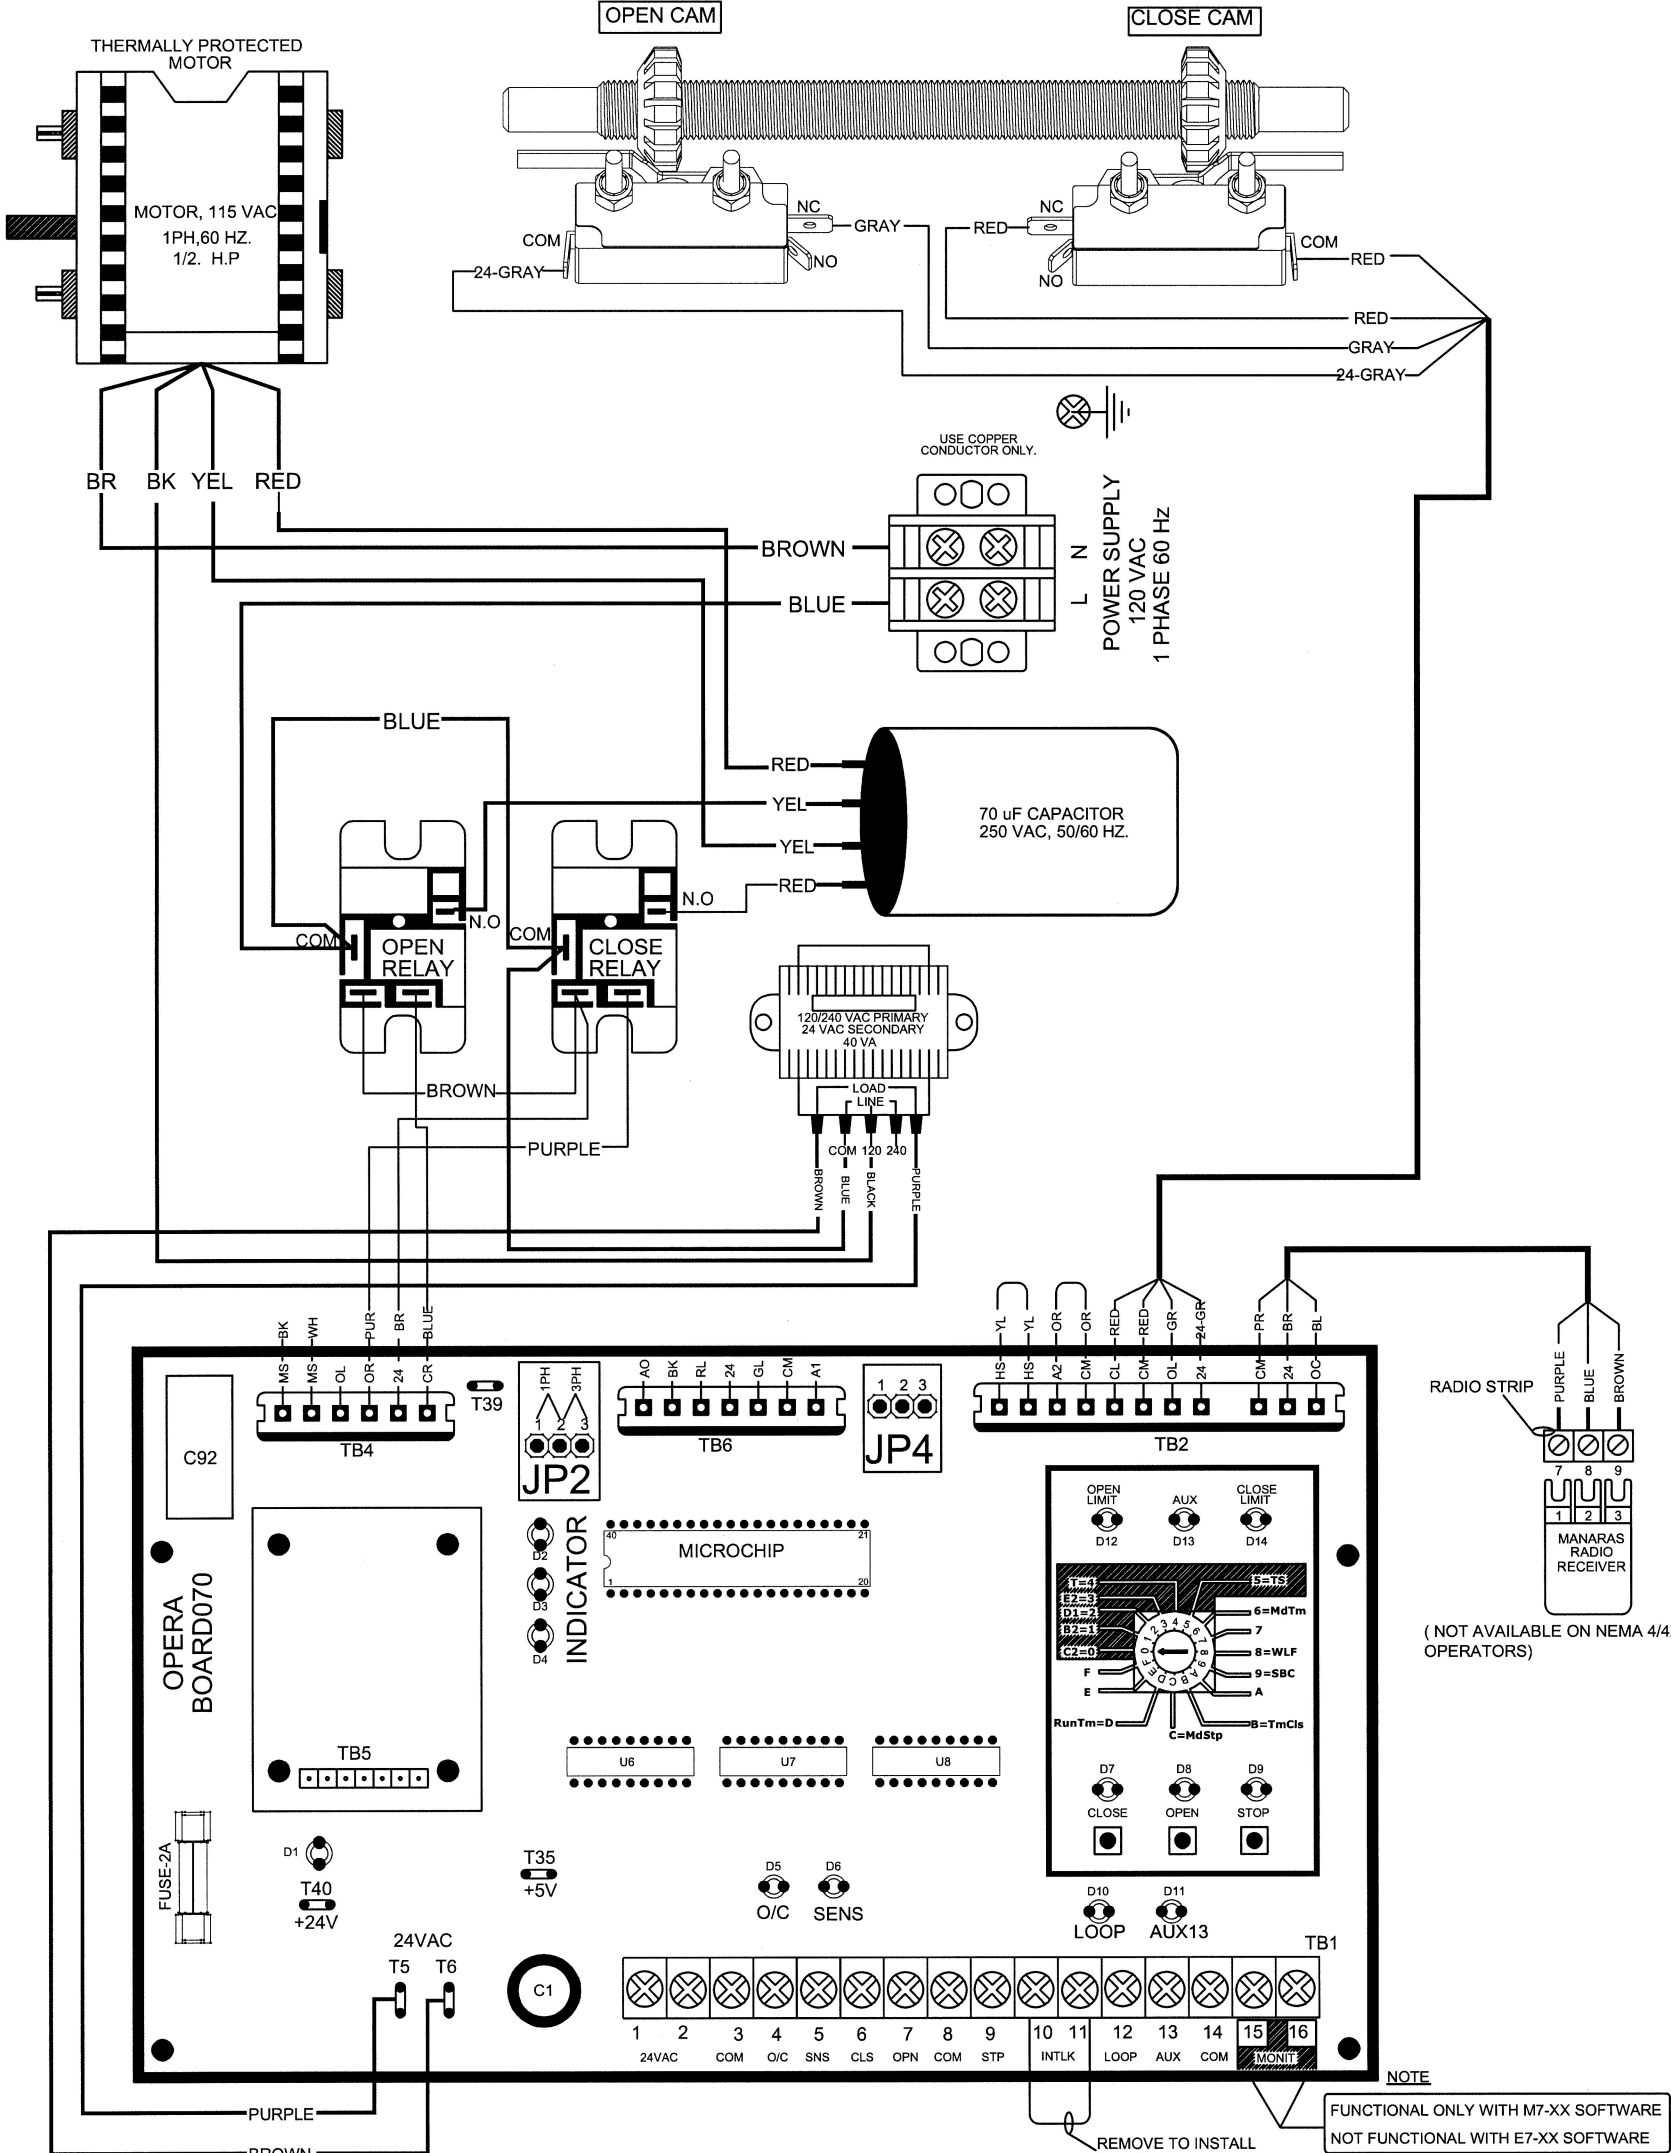 OPEN CAM
CLOSE CAM
THERMALLY PROTECTED
MOTOR
MOTOR, 115 VAC
1PH,60 HZ.
1/2. H.P
NC
GRAY
COM
NO
24-GRAY
RED
NC
COM
RED
NO
RED
GRAY
24-GRAY
USE COPPER
CONDUCTOR ONLY.
BR
BK
YEL
RED
BROWN
BLUE
N
L
POWER SUPPLY
120 VAC
1 PHASE 60 Hz
BLUE
RED
YEL
YEL
RED
70 uF CAPACITOR
250 VAC, 50/60 HZ.
N.O
N.O
COM
OPEN
RELAY
COM
CLOSE
RELAY
120/240 VAC PRIMARY
24 VAC SECONDARY
40 VA
LOAD
LINE
COM 120 240
BROWN
BLUE
BLACK
PURPLE
BROWN
PURPLE
BK
WH
PUR
BR
BLUE
YL
YL
OR
OR
RED
RED
GR
24-GR
PR
BR
BL
MS
MS
OL
OR
24
CR
TB4
T39
1PH
3PH
1 2 3
JP2
AO
BK
RL
24
GL
CM
A1
TB6
1 2 3
JP4
HS
HS
A2
CM
CL
CM
OL
24
CM
24
OC
TB2
RADIO STRIP
PURPLE
BLUE
BROWN
7 8 9
1 2 3
MANARAS
RADIO
RECEIVER
( NOT AVAILABLE ON NEMA 4/4
OPERATORS)
C92
OPERA
BOARD070
TB5
D2
D3
D4
INDICATOR
40
21
MICROCHIP
1
20
U6
U7
U8
OPEN
LIMIT
D12
AUX
D13
CLOSE
LIMIT
D14
T=4
E2=3
D1=2
B2=1
C2=0
F
E
RunTm=D
C=MdStp
B=TmCls
A
9=SBC
8=WLF
7
6=MdTm
5=TS
0 1 2 3 4 5 6 7 8 9 A B C D E F
D7
CLOSE
D8
OPEN
D9
STOP
FUSE-2A
D1
T40
+24V
T35
+5V
D5
O/C
D6
SENS
D10
LOOP
D11
AUX13
24VAC
T5
T6
C1
TB1
1 2 3 4 5 6 7 8 9 10 11 12 13 14 15 16
24VAC COM O/C SNS CLS OPN COM STP INTLK LOOP AUX COM MONIT
PURPLE
BROWN
REMOVE TO INSTALL
NOTE
FUNCTIONAL ONLY WITH M7-XX SOFTWARE
NOT FUNCTIONAL WITH E7-XX SOFTWARE